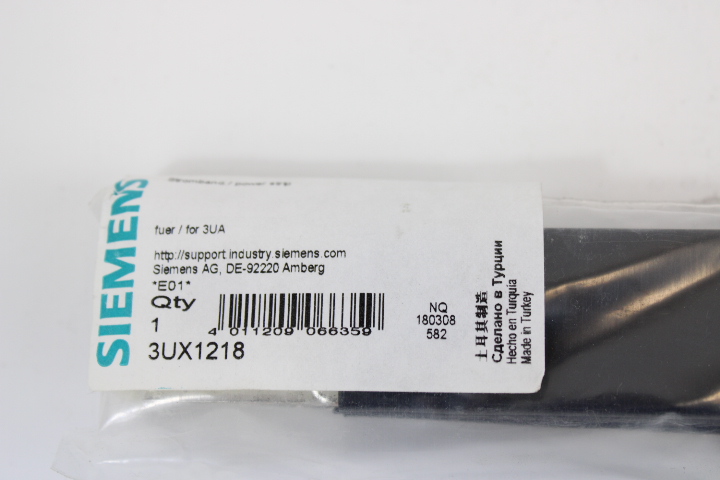 SIEMENS
fuer / for 3UA
http://support.industry.siemens.com
Siemens AG, DE-92220 Amberg
*E01*
Qty
1
4 011209 066359
3UX1218
NQ
180308
582
土耳其制造
Сделано в Турции
Hecho en Turquia
Made in Turkey